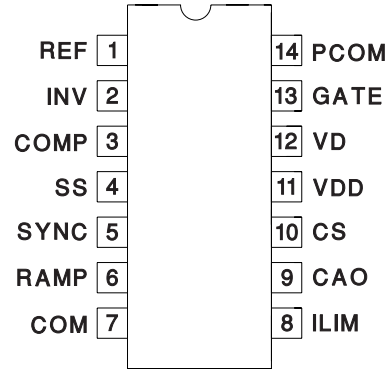 REF 1 14 PCOM
INV 2 13 GATE
COMP 3 12 VD
SS 4 11 VDD
SYNC 5 10 CS
RAMP 6 9 CAO
COM 7 8 ILIM